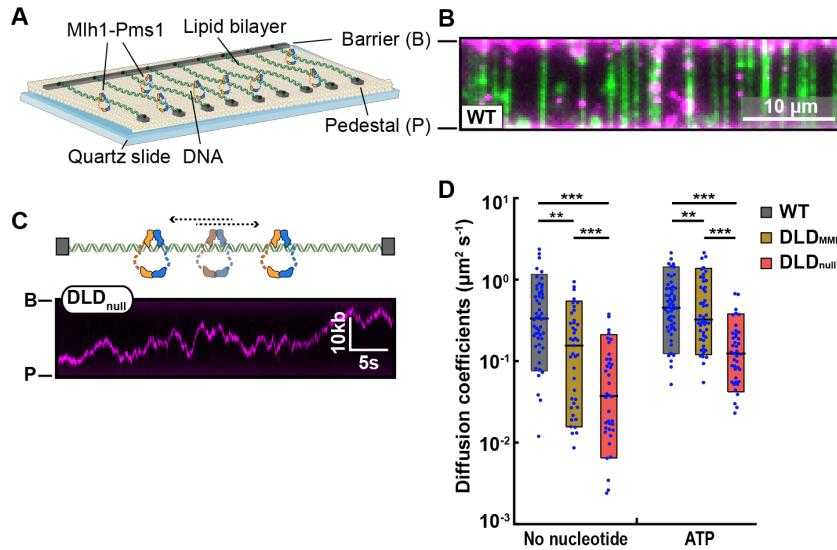 A
Mlh1-Pms1
Lipid bilayer
Barrier (B)
Pedestal (P)
Quartz slide
DNA
B
WT
10 µm
C
B
DLDnull
10kb
5s
P
D
Diffusion coefficients (µm² s⁻¹)
10¹
10⁰
10⁻¹
10⁻²
10⁻³
***
**
***
***
**
***
No nucleotide
ATP
WT
DLDMMR
DLDnull